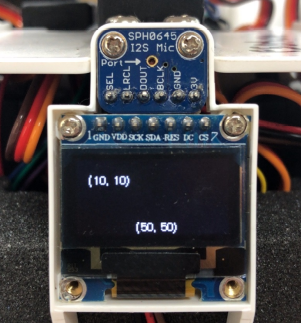 SPH0645
I2S Mic
Port→
SEL LRCL DOUT BCLK GND 3V
1 GND VDD SCK SDA RES DC CS 7
(10, 10)
(50, 50)